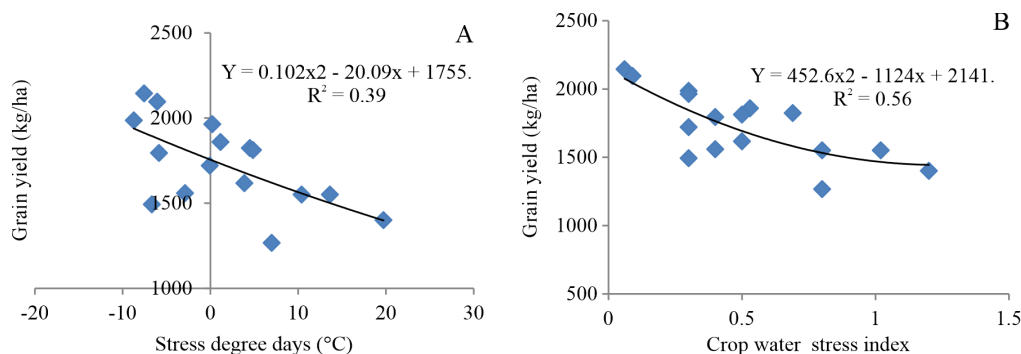 A
2500
2000
1500
1000
-20 -10 0 10 20 30
Y = 0.102x2 - 20.09x + 1755.
R² = 0.39
Grain yield (kg/ha)
Stress degree days (°C)
B
2500
2000
1500
1000
500
0 0.5 1 1.5
Y = 452.6x2 - 1124x + 2141.
R² = 0.56
Grain yield (kg/ha)
Crop water stress index